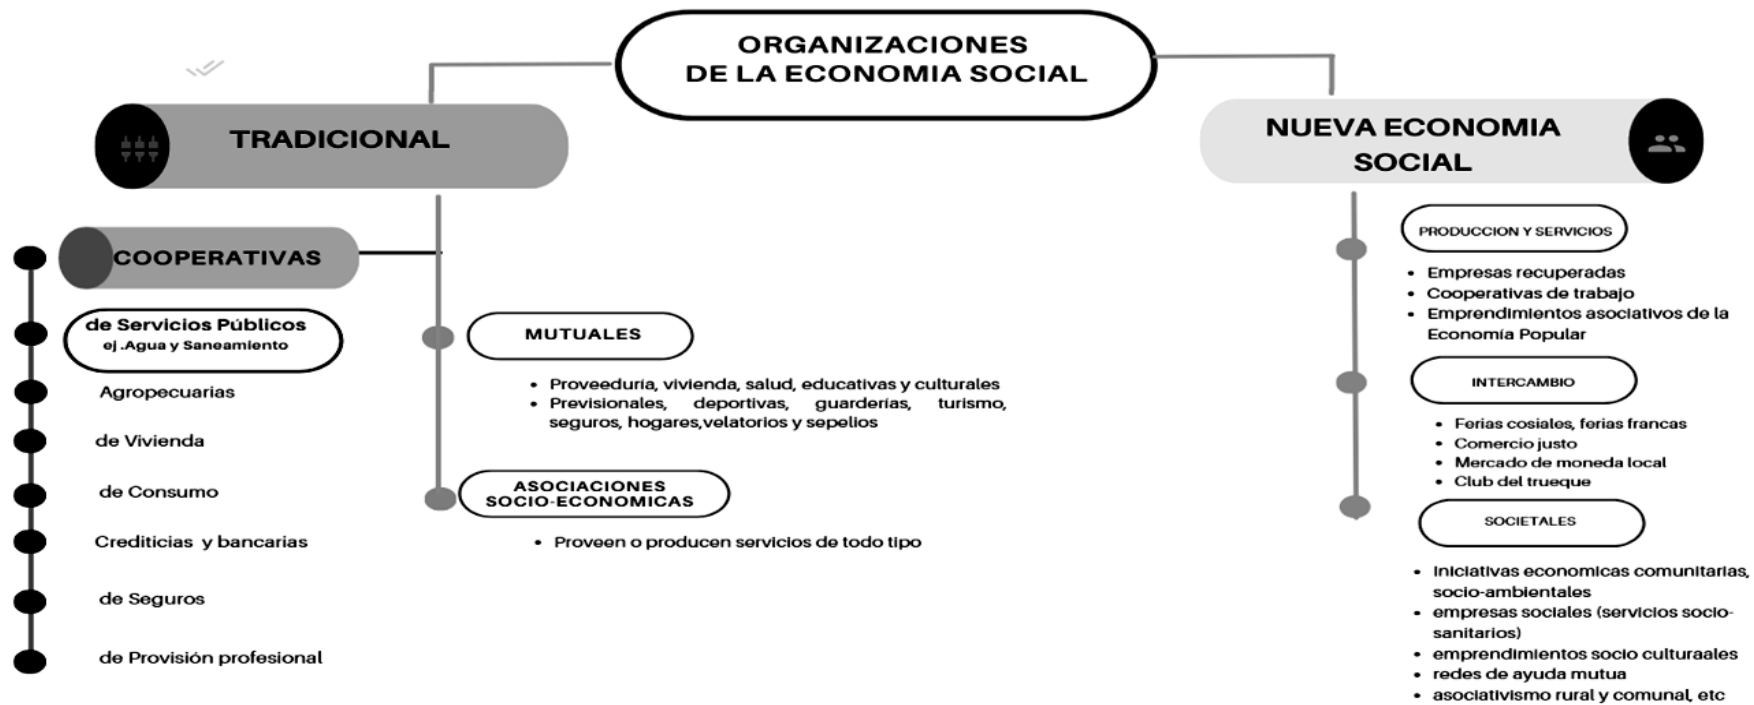 ORGANIZACIONES
DE LA ECONOMIA SOCIAL
TRADICIONAL
COOPERATIVAS
de Servicios Públicos
ej .Agua y Saneamiento
Agropecuarias
de Vivienda
de Consumo
Crediticias y bancarias
de Seguros
de Provisión profesional
MUTUALES
• Proveeduría, vivienda, salud, educativas y culturales
• Previsionales, deportivas, guarderías, turismo,
seguros, hogares,velatorios y sepelios
ASOCIACIONES
SOCIO-ECONOMICAS
• Proveen o producen servicios de todo tipo
NUEVA ECONOMIA
SOCIAL
PRODUCCION Y SERVICIOS
• Empresas recuperadas
• Cooperativas de trabajo
• Emprendimientos asociativos de la
Economía Popular
INTERCAMBIO
• Ferias cosiales, ferias francas
• Comercio justo
• Mercado de moneda local
• Club del trueque
SOCIETALES
• Iniciativas economicas comunitarias,
socio-ambientales
• empresas sociales (servicios socio-
sanitarios)
• emprendimientos socio culturaales
• redes de ayuda mutua
• asociativismo rural y comunal, etc